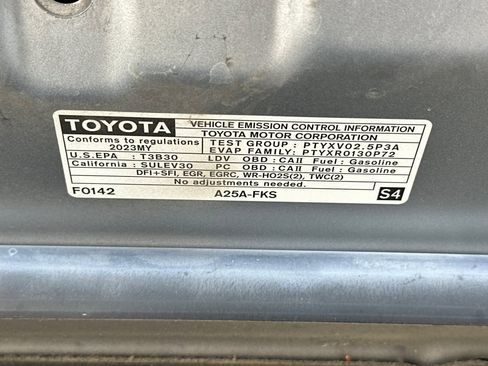 TOYOTA
VEHICLE EMISSION CONTROL INFORMATION
TOYOTA MOTOR CORPORATION
Conforms to regulations
2023MY
TEST GROUP : PTYXV02.5P3A
EVAP FAMILY: PTYXR0130P72
U.S.EPA : T3B30 LDV OBD : CAII Fuel : Gasoline
California : SULEV30 PC OBD : CAII Fuel : Gasoline
DFI+SFI, EGR, EGRC, WR-HO2S(2), TWC(2)
No adjustments needed.
F0142 A25A-FKS S4